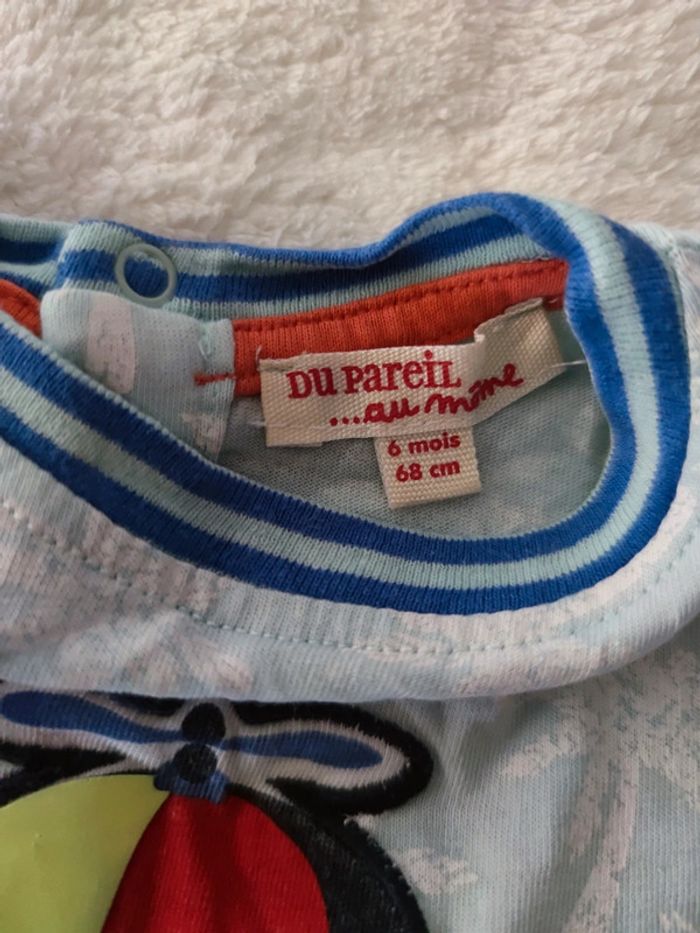 DU PAREIL
...au même
6 mois
68 cm